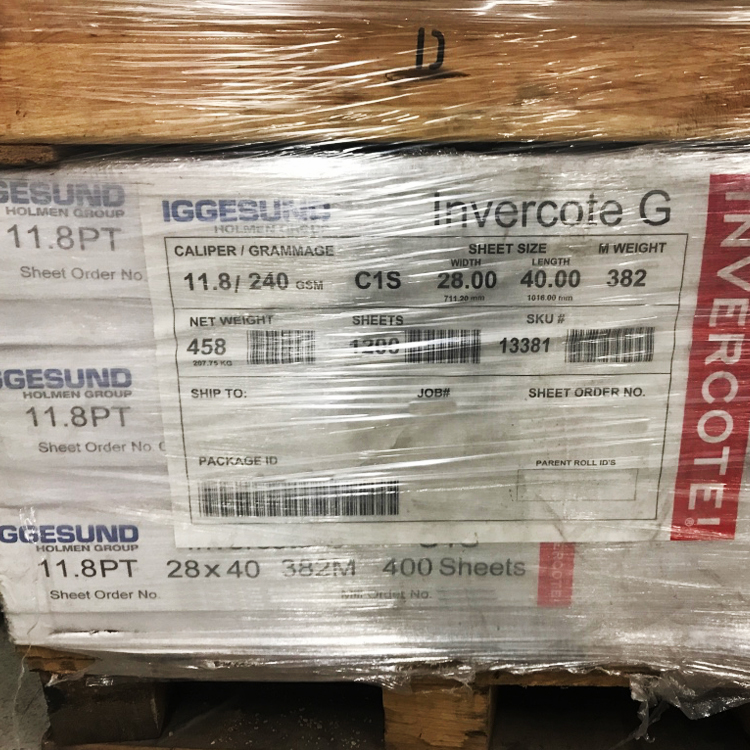 D
GESUND
HOLMEN GROUP
11.8PT
Sheet Order No
IGGESUND
HOLMEN GROUP
Invercote G
CALIPER / GRAMMAGE
SHEET SIZE
M WEIGHT
WIDTH
LENGTH
11.8/ 240 GSM
C1S
28.00
40.00
382
711.20 mm
1016.00 mm
NET WEIGHT
SHEETS
SKU #
458
1200
13381
207.75 KG
SHIP TO:
JOB#
SHEET ORDER NO.
PACKAGE ID
PARENT ROLL ID'S
INVERCOTE!
GGESUND
HOLMEN GROUP
11.8PT
Sheet Order No
GGESUND
HOLMEN GROUP
11.8PT 28x40 382M 400 Sheets
Sheet Order No
Mill Order No.
ERCOTE!